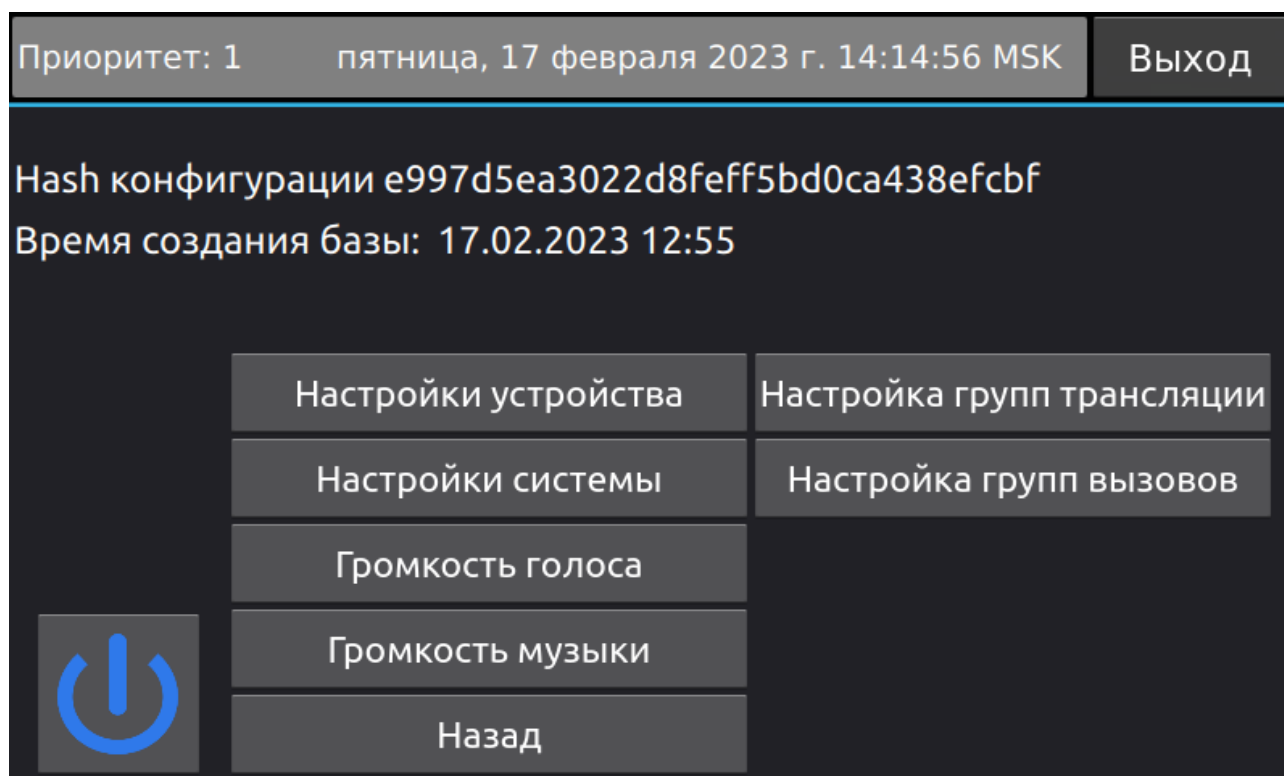 Приоритет: 1 пятница, 17 февраля 2023 г. 14:14:56 MSK Выход
Hash конфигурации e997d5ea3022d8feff5bd0ca438efcbf
Время создания базы: 17.02.2023 12:55
Настройки устройства Настройка групп трансляции
Настройки системы Настройка групп вызовов
Громкость голоса
Громкость музыки
Назад